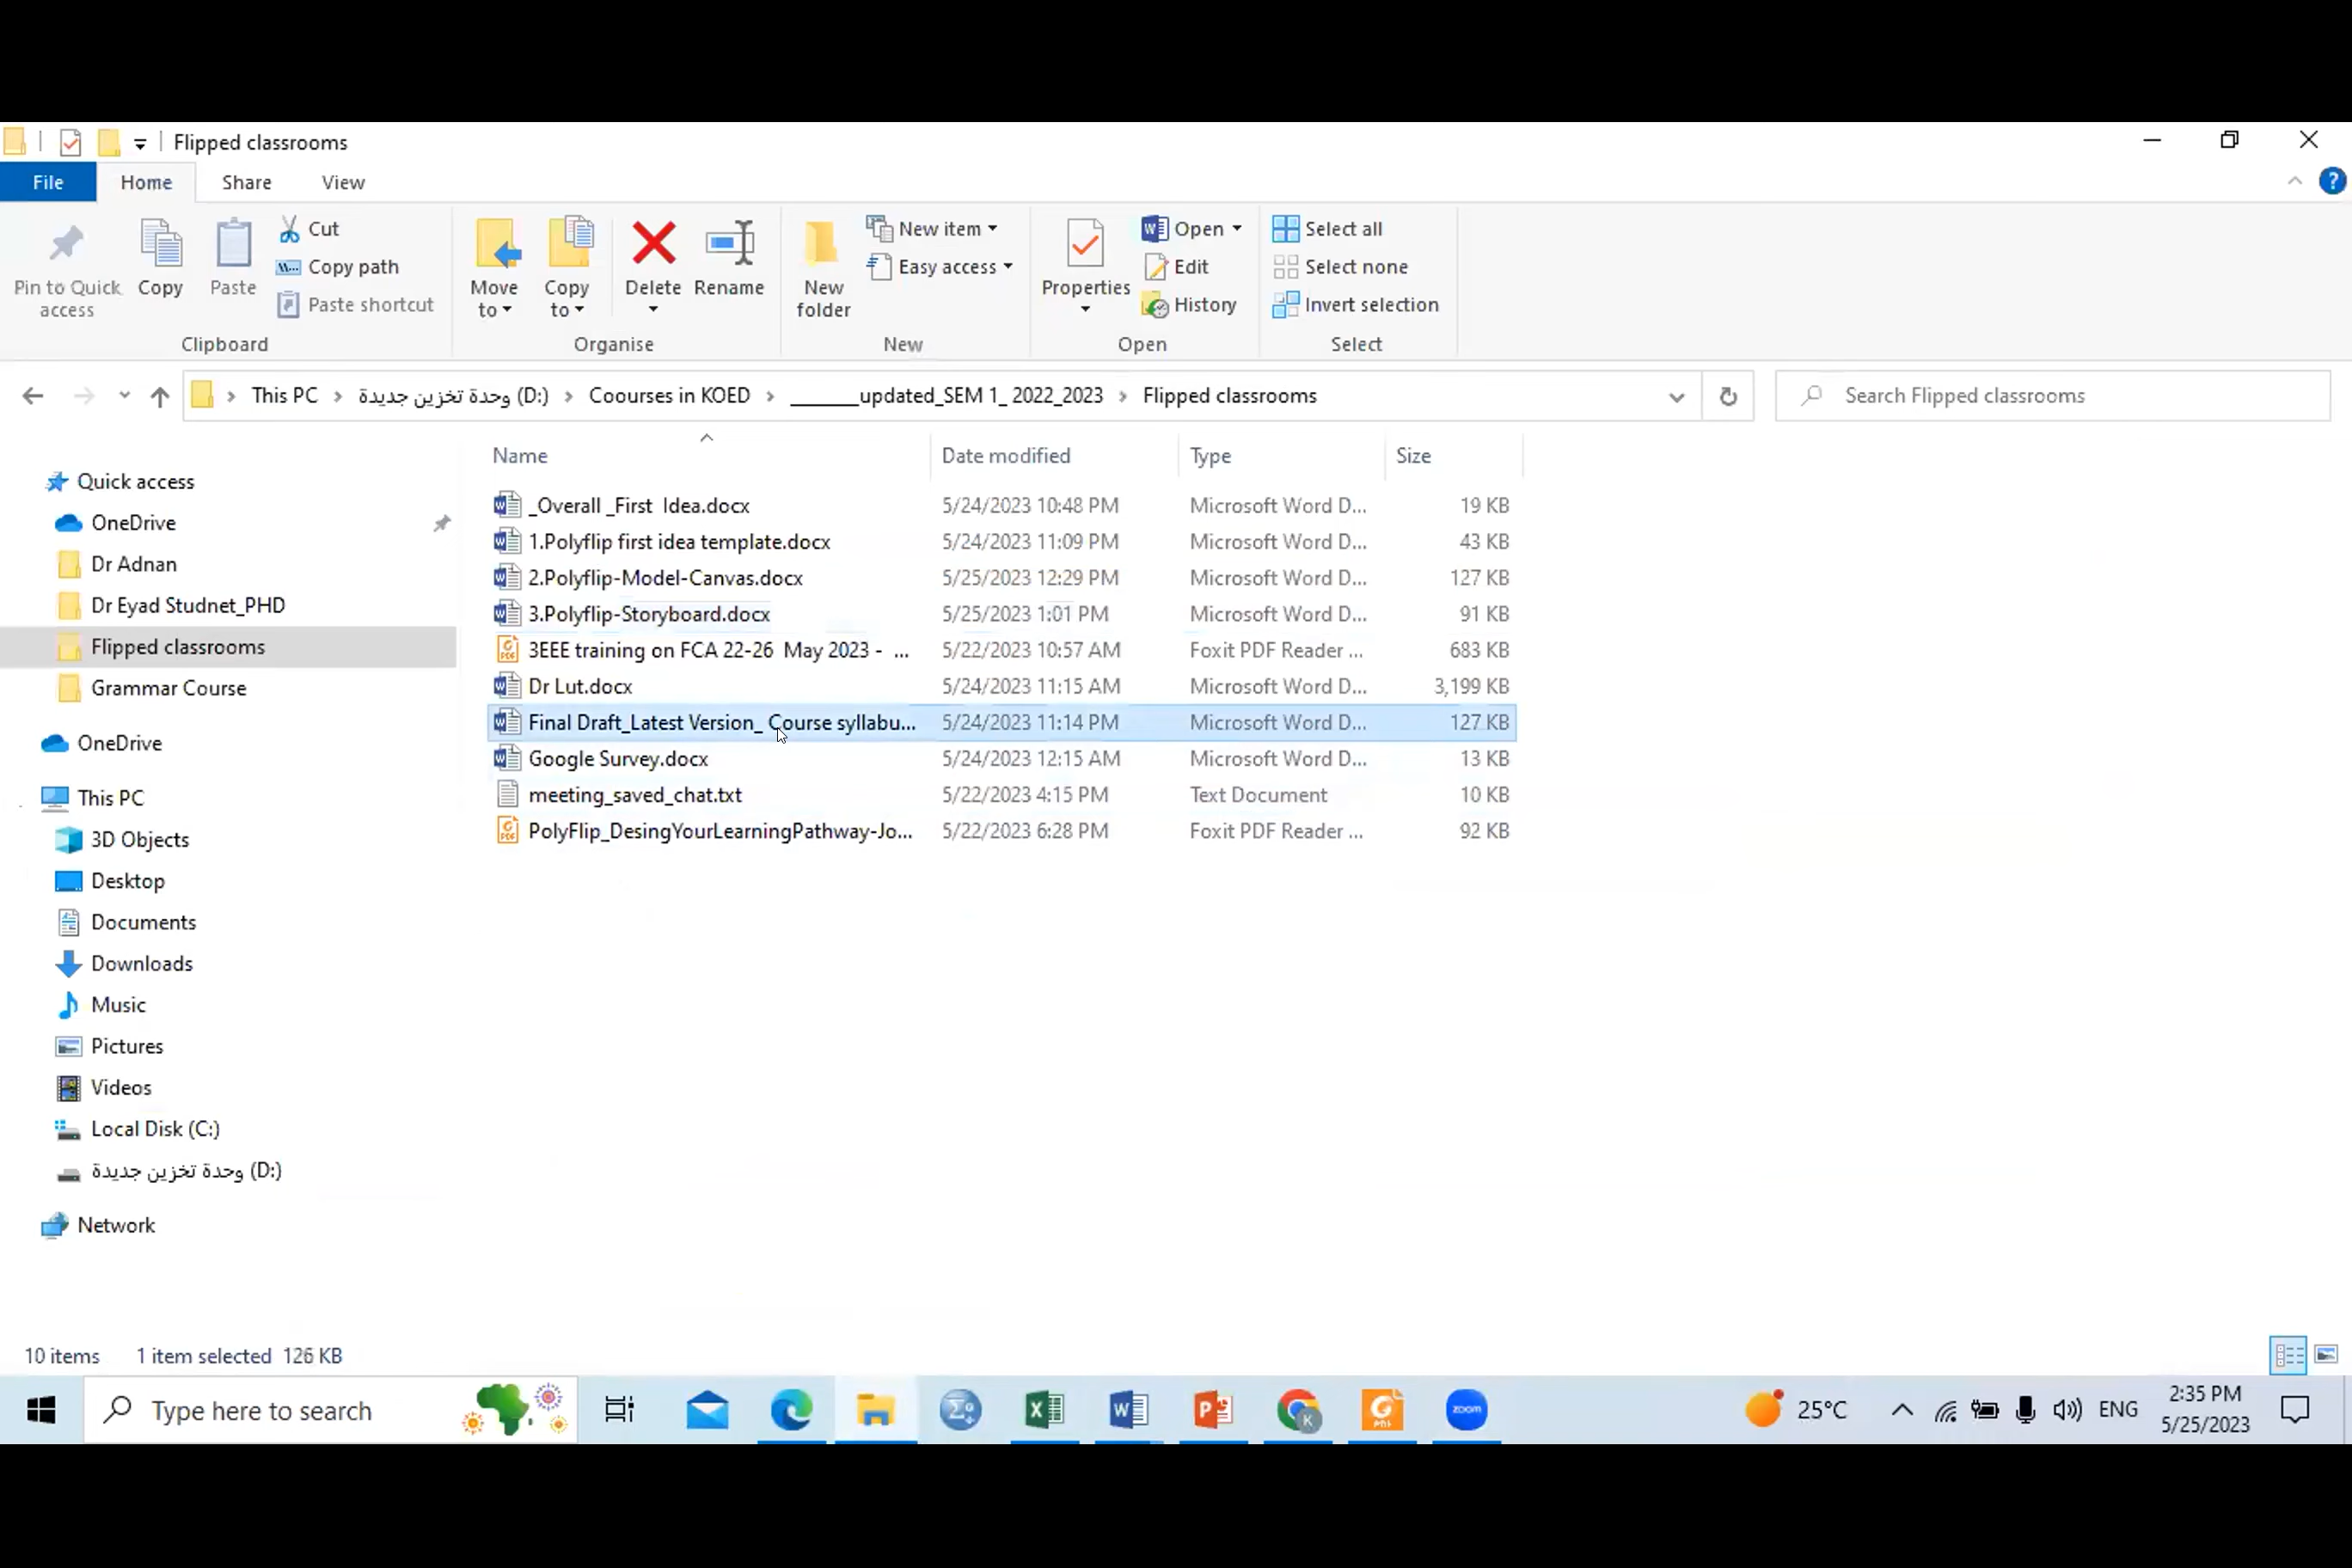 Flipped classrooms
File Home Share View
Pin to Quick access
Copy
Paste
Cut
Copy path
Paste shortcut
Clipboard
Move to
Copy to
Delete
Rename
Organise
New folder
New item
Easy access
New
Properties
Open
Edit
History
Open
Select all
Select none
Invert selection
Select
This PC > وحدة تخزين جديدة (D:) > Coourses in KOED > _______updated_SEM 1_ 2022_2023 > Flipped classrooms
Search Flipped classrooms
Name Date modified Type Size
_Overall _First Idea.docx 5/24/2023 10:48 PM Microsoft Word D... 19 KB
1.Polyflip first idea template.docx 5/24/2023 11:09 PM Microsoft Word D... 43 KB
2.Polyflip-Model-Canvas.docx 5/25/2023 12:29 PM Microsoft Word D... 127 KB
3.Polyflip-Storyboard.docx 5/25/2023 1:01 PM Microsoft Word D... 91 KB
3EEE training on FCA 22-26 May 2023 - ... 5/22/2023 10:57 AM Foxit PDF Reader ... 683 KB
Dr Lut.docx 5/24/2023 11:15 AM Microsoft Word D... 3,199 KB
Final Draft_Latest Version_ Course syllabu... 5/24/2023 11:14 PM Microsoft Word D... 127 KB
Google Survey.docx 5/24/2023 12:15 AM Microsoft Word D... 13 KB
meeting_saved_chat.txt 5/22/2023 4:15 PM Text Document 10 KB
PolyFlip_DesingYourLearningPathway-Jo... 5/22/2023 6:28 PM Foxit PDF Reader ... 92 KB
Quick access
OneDrive
Dr Adnan
Dr Eyad Studnet_PHD
Flipped classrooms
Grammar Course
OneDrive
This PC
3D Objects
Desktop
Documents
Downloads
Music
Pictures
Videos
Local Disk (C:)
وحدة تخزين جديدة (D:)
Network
10 items 1 item selected 126 KB
Type here to search
zoom
25°C
ENG
2:35 PM
5/25/2023